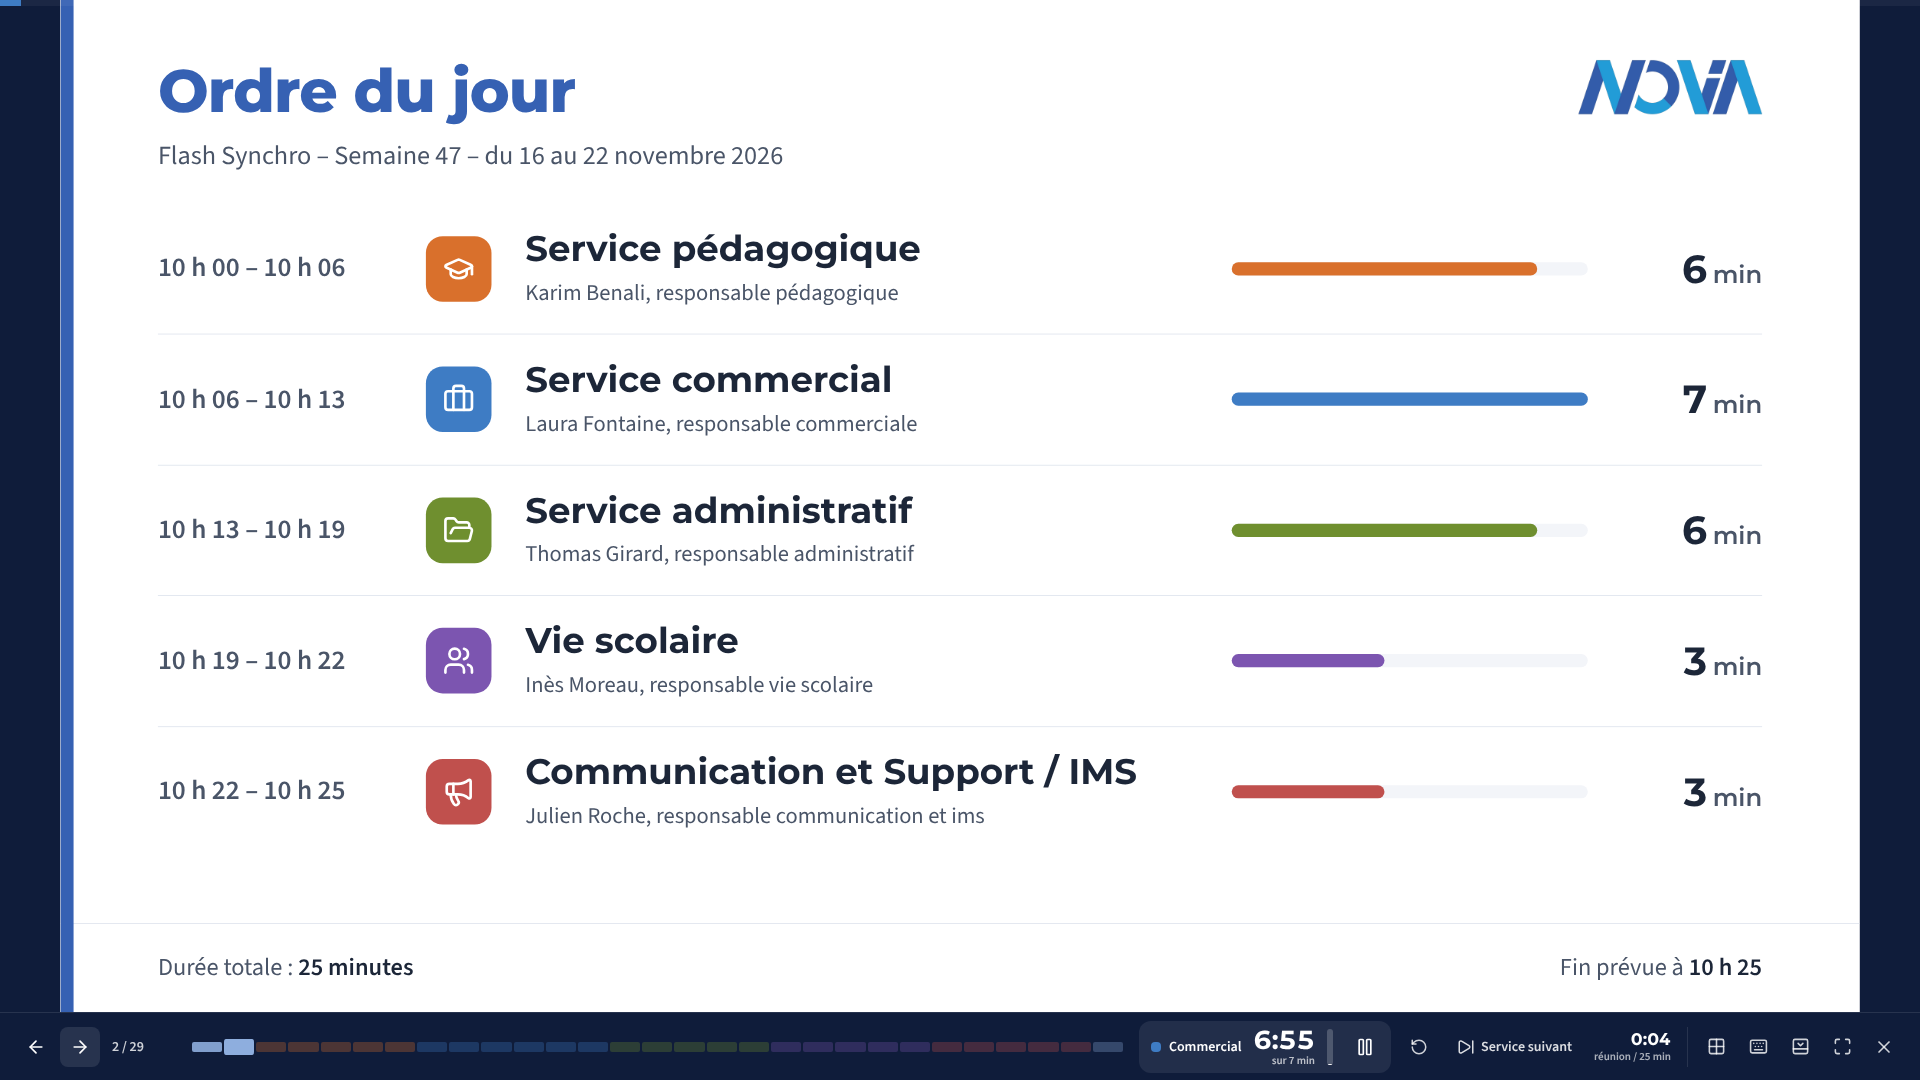 Ordre du jour
NOVIA
Flash Synchro – Semaine 47 – du 16 au 22 novembre 2026
10 h 00 – 10 h 06
Service pédagogique
Karim Benali, responsable pédagogique
6 min
10 h 06 – 10 h 13
Service commercial
Laura Fontaine, responsable commerciale
7 min
10 h 13 – 10 h 19
Service administratif
Thomas Girard, responsable administratif
6 min
10 h 19 – 10 h 22
Vie scolaire
Inès Moreau, responsable vie scolaire
3 min
10 h 22 – 10 h 25
Communication et Support / IMS
Julien Roche, responsable communication et ims
3 min
Durée totale : 25 minutes
Fin prévue à 10 h 25
2 / 29
Commercial
6:55
sur 7 min
Service suivant
0:04
réunion / 25 min